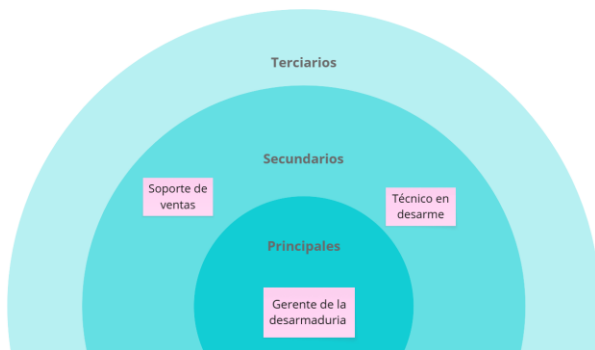 Terciarios
Secundarios
Soporte de
ventas
Técnico en
desarme
Principales
Gerente de la
desarmaduria